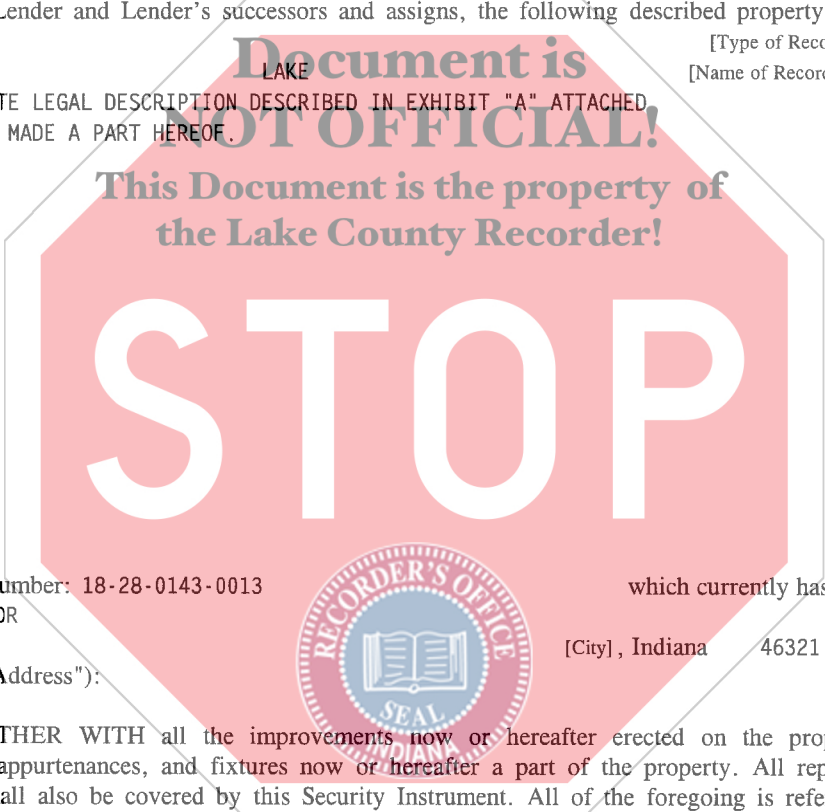 Lender and Lender's successors and assigns, the following described property
[Type of Reco
Document is
LAKE
[Name of Record
TE LEGAL DESCRIPTION DESCRIBED IN EXHIBIT "A" ATTACHED
NOT OFFICIAL!
MADE A PART HEREOF.
This Document is the property of
the Lake County Recorder!
STOP
umber: 18-28-0143-0013
which currently has
OR
[City], Indiana 46321
Address"):
RECORDER'S OFFICE
SEAL
INDIANA
THER WITH all the improvements now or hereafter erected on the prop
appurtenances, and fixtures now or hereafter a part of the property. All rep
all also be covered by this Security Instrument. All of the foregoing is refe